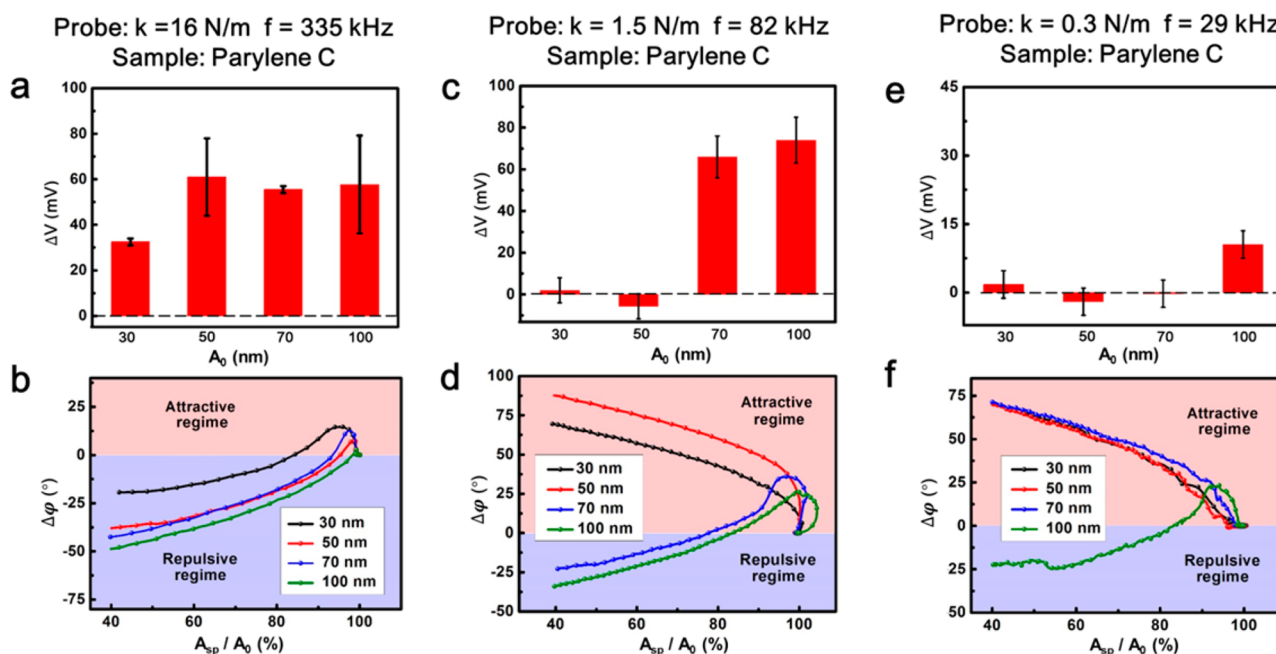 Probe: k =16 N/m f = 335 kHz
Sample: Parylene C
Probe: k = 1.5 N/m f = 82 kHz
Sample: Parylene C
Probe: k = 0.3 N/m f = 29 kHz
Sample: Parylene C
a
100
80
60
40
20
0
ΔV (mV)
30 50 70 100
A₀ (nm)
b
25
0
-25
-50
-75
Δφ (°)
Attractive
regime
Repulsive
regime
30 nm
50 nm
70 nm
100 nm
40 60 80 100
Asp / A₀ (%)
c
100
80
60
40
20
0
ΔV (mV)
30 50 70 100
A₀ (nm)
d
100
75
50
25
0
-25
-50
Δφ (°)
Attractive
regime
30 nm
50 nm
70 nm
100 nm
Repulsive
regime
40 60 80 100
Asp / A₀ (%)
e
45
30
15
0
ΔV (mV)
30 50 70 100
A₀ (nm)
f
75
50
25
0
25
50
Δφ (°)
Attractive
regime
30 nm
50 nm
70 nm
100 nm
Repulsive
regime
40 60 80 100
Asp / A₀ (%)